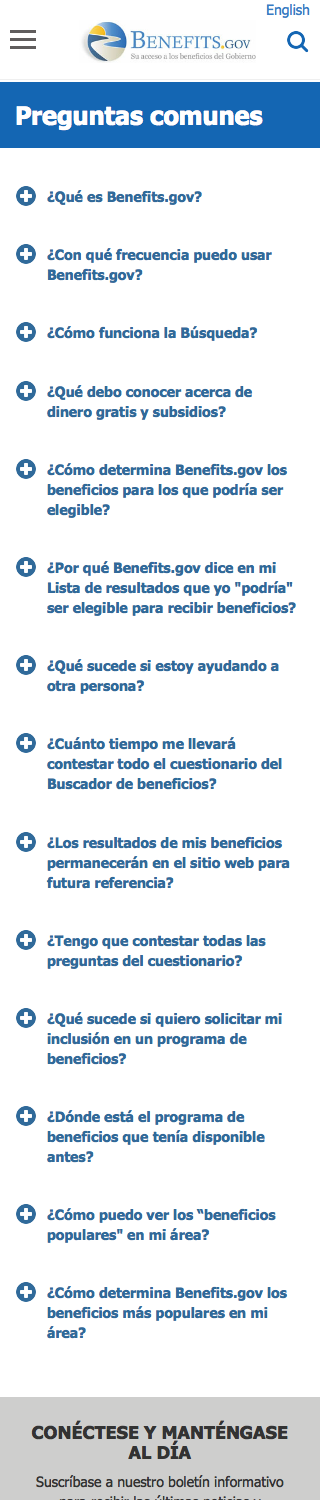 English
BENEFITS.GOV
Su acceso a los beneficios del Gobierno
Preguntas comunes
¿Qué es Benefits.gov?
¿Con qué frecuencia puedo usar
Benefits.gov?
¿Cómo funciona la Búsqueda?
¿Qué debo conocer acerca de
dinero gratis y subsidios?
¿Cómo determina Benefits.gov los
beneficios para los que podría ser
elegible?
¿Por qué Benefits.gov dice en mi
Lista de resultados que yo "podría"
ser elegible para recibir beneficios?
¿Qué sucede si estoy ayudando a
otra persona?
¿Cuánto tiempo me llevará
contestar todo el cuestionario del
Buscador de beneficios?
¿Los resultados de mis beneficios
permanecerán en el sitio web para
futura referencia?
¿Tengo que contestar todas las
preguntas del cuestionario?
¿Qué sucede si quiero solicitar mi
inclusión en un programa de
beneficios?
¿Dónde está el programa de
beneficios que tenía disponible
antes?
¿Cómo puedo ver los “beneficios
populares" en mi área?
¿Cómo determina Benefits.gov los
beneficios más populares en mi
área?
CONÉCTESE Y MANTÉNGASE
AL DÍA
Suscríbase a nuestro boletín informativo